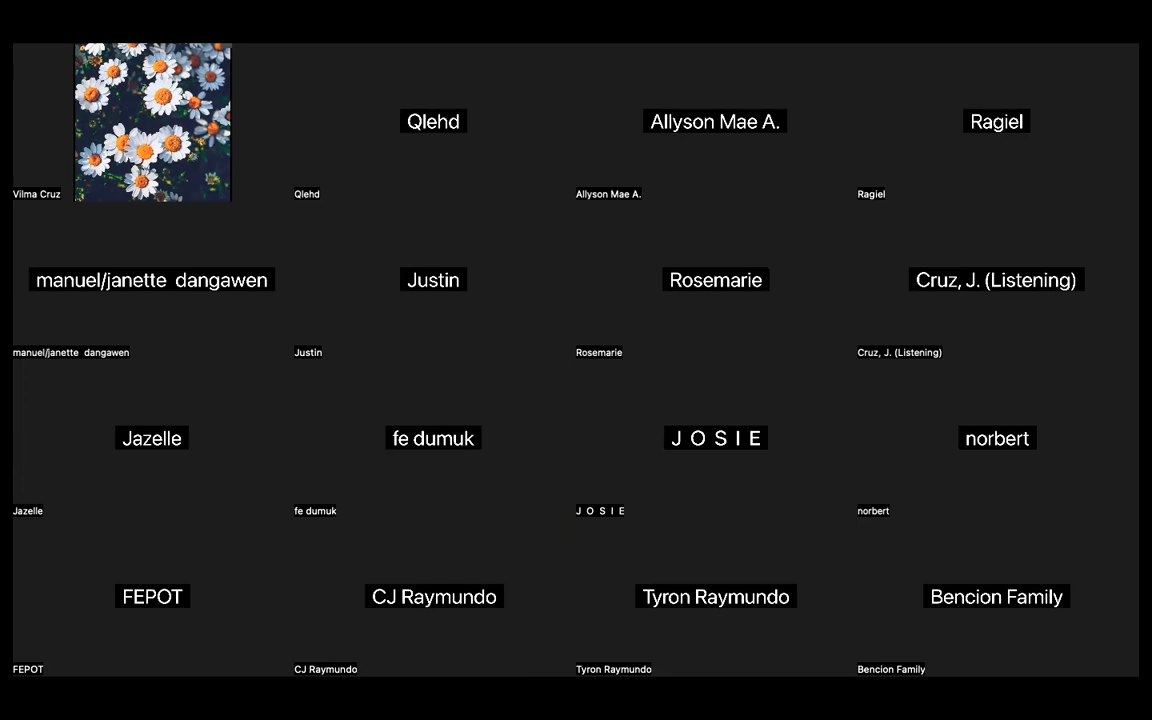 Qlehd
Allyson Mae A.
Ragiel
Vilma Cruz
Qlehd
Allyson Mae A.
Ragiel
manuel/janette dangawen
Justin
Rosemarie
Cruz, J. (Listening)
manuel/janette dangawen
Justin
Rosemarie
Cruz, J. (Listening)
Jazelle
fe dumuk
J O S I E
norbert
Jazelle
fe dumuk
J O S I E
norbert
FEPOT
CJ Raymundo
Tyron Raymundo
Bencion Family
FEPOT
CJ Raymundo
Tyron Raymundo
Bencion Family